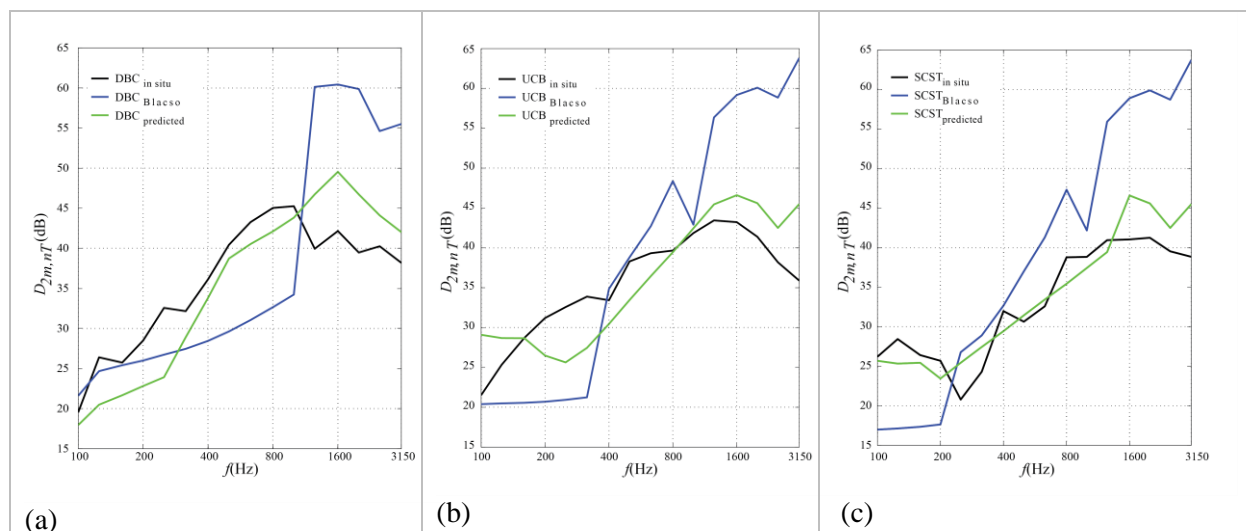 65
60
55
50
45
40
35
30
25
20
15
D2m,nT(dB)
DBC in situ
DBC Blacso
DBC predicted
100 200 400 800 1600 3150
f(Hz)
(a)
65
60
55
50
45
40
35
30
25
20
15
D2m,nT(dB)
UCB in situ
UCB Blacso
UCB predicted
100 200 400 800 1600 3150
f(Hz)
(b)
65
60
55
50
45
40
35
30
25
20
15
D2m,nT(dB)
SCST in situ
SCST Blacso
SCST predicted
100 200 400 800 1600 3150
f(Hz)
(c)